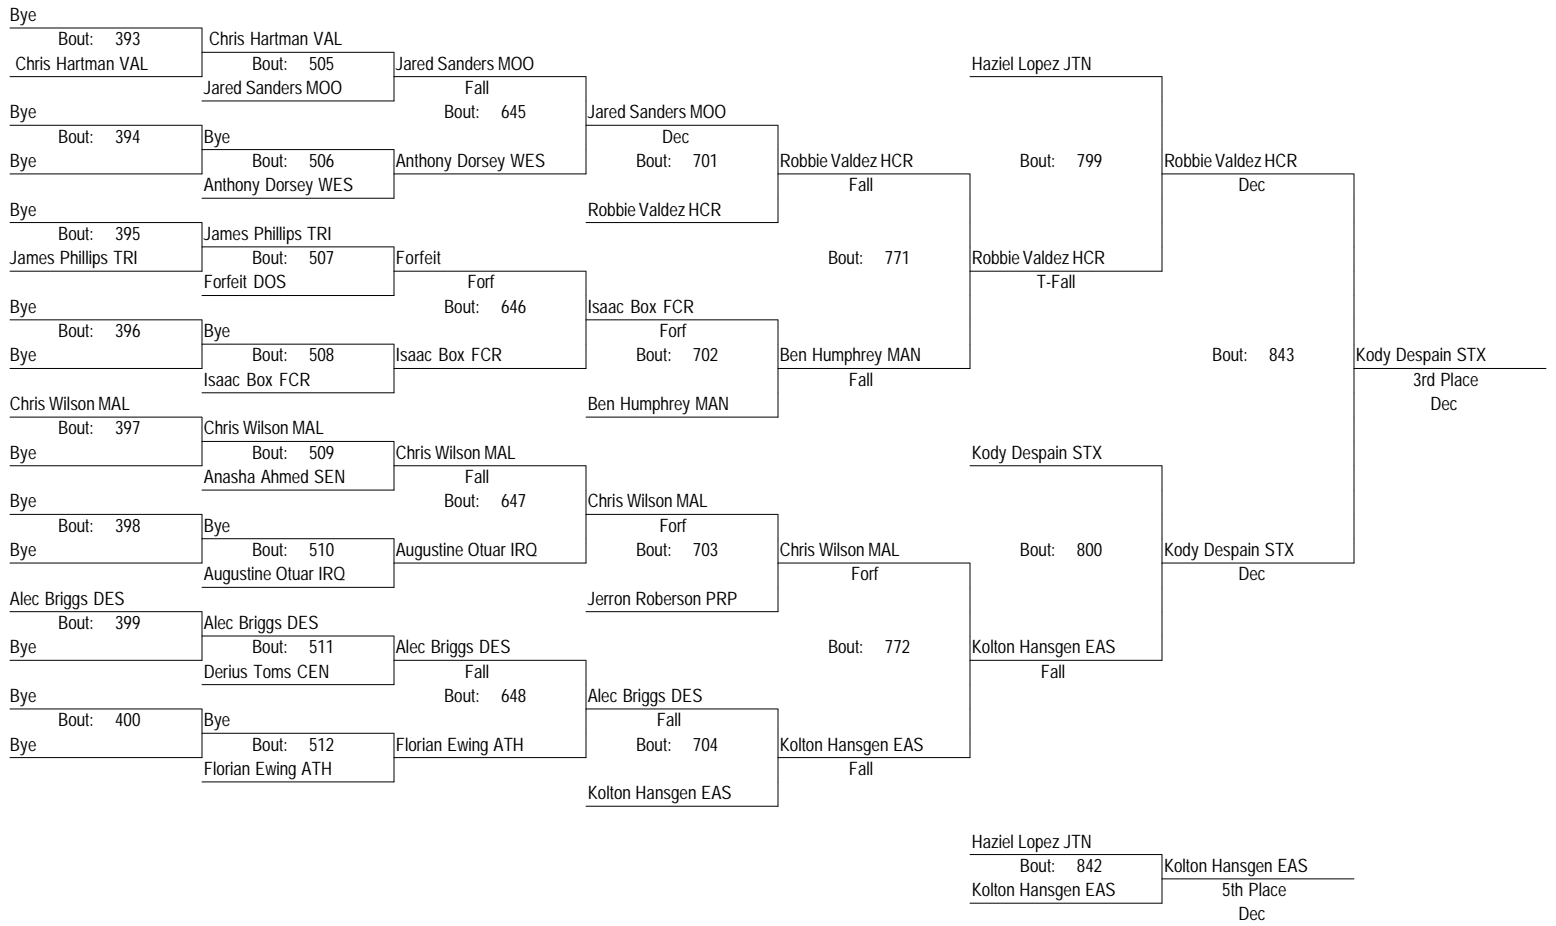 Bye
Bout: 393
Chris Hartman VAL
Chris Hartman VAL
Bout: 505
Jared Sanders MOO
Jared Sanders MOO
Fall
Bout: 645
Bye
Bout: 394
Bye
Bye
Bout: 506
Anthony Dorsey WES
Anthony Dorsey WES
Jared Sanders MOO
Dec
Bout: 701
Robbie Valdez HCR
Robbie Valdez HCR
Fall
Bye
Bout: 395
James Phillips TRI
James Phillips TRI
Bout: 507
Forfeit DOS
Forfeit
Forf
Bout: 646
Bye
Bout: 396
Bye
Bye
Bout: 508
Isaac Box FCR
Isaac Box FCR
Isaac Box FCR
Forf
Bout: 702
Ben Humphrey MAN
Ben Humphrey MAN
Fall
Bout: 771
Haziel Lopez JTN
Bout: 799
Robbie Valdez HCR
T-Fall
Robbie Valdez HCR
Dec
Chris Wilson MAL
Bout: 397
Bye
Chris Wilson MAL
Bout: 509
Anasha Ahmed SEN
Chris Wilson MAL
Fall
Bout: 647
Bye
Bout: 398
Bye
Bye
Bout: 510
Augustine Otuar IRQ
Augustine Otuar IRQ
Chris Wilson MAL
Forf
Bout: 703
Jerron Roberson PRP
Chris Wilson MAL
Forf
Alec Briggs DES
Bout: 399
Bye
Alec Briggs DES
Bout: 511
Derius Toms CEN
Alec Briggs DES
Fall
Bout: 648
Bye
Bout: 400
Bye
Bye
Bout: 512
Florian Ewing ATH
Florian Ewing ATH
Alec Briggs DES
Fall
Bout: 704
Kolton Hansgen EAS
Kolton Hansgen EAS
Fall
Bout: 772
Kody Despain STX
Bout: 800
Kolton Hansgen EAS
Fall
Kody Despain STX
Dec
Bout: 843
Kody Despain STX
3rd Place
Dec
Haziel Lopez JTN
Bout: 842
Kolton Hansgen EAS
Kolton Hansgen EAS
5th Place
Dec